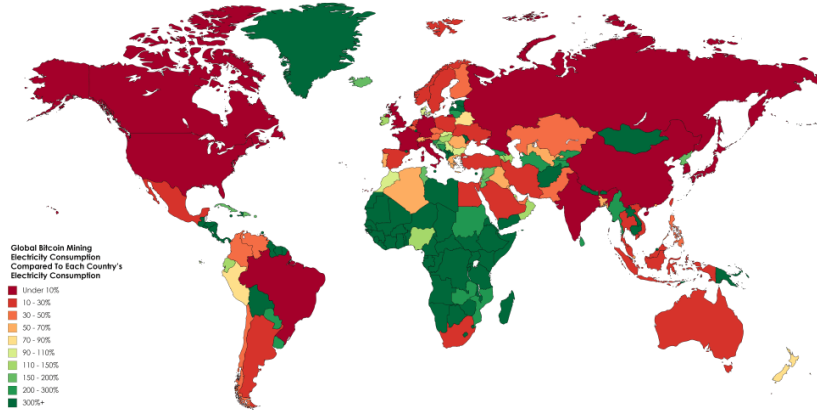 Global Bitcoin Mining
Electricity Consumption
Compared To Each Country's
Electricity Consumption
Under 10%
10 - 30%
30 - 50%
50 - 70%
70 - 90%
90 - 110%
110 - 150%
150 - 200%
200 - 300%
300%+